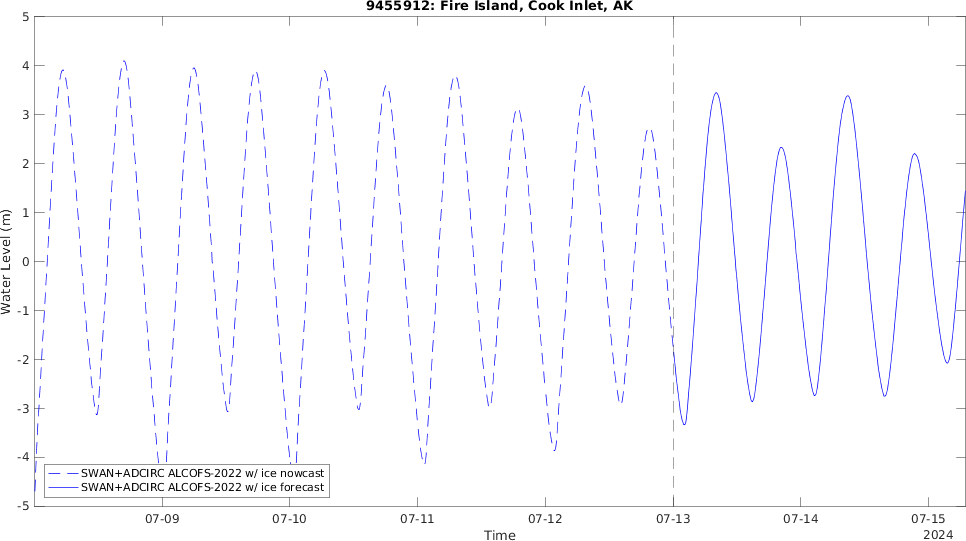 9455912: Fire Island, Cook Inlet, AK
5
4
3
2
1
0
-1
-2
-3
-4
-5
Water Level (m)
SWAN+ADCIRC ALCOFS-2022 w/ ice nowcast
SWAN+ADCIRC ALCOFS-2022 w/ ice forecast
07-09 07-10 07-11 07-12 07-13 07-14 07-15
Time
2024